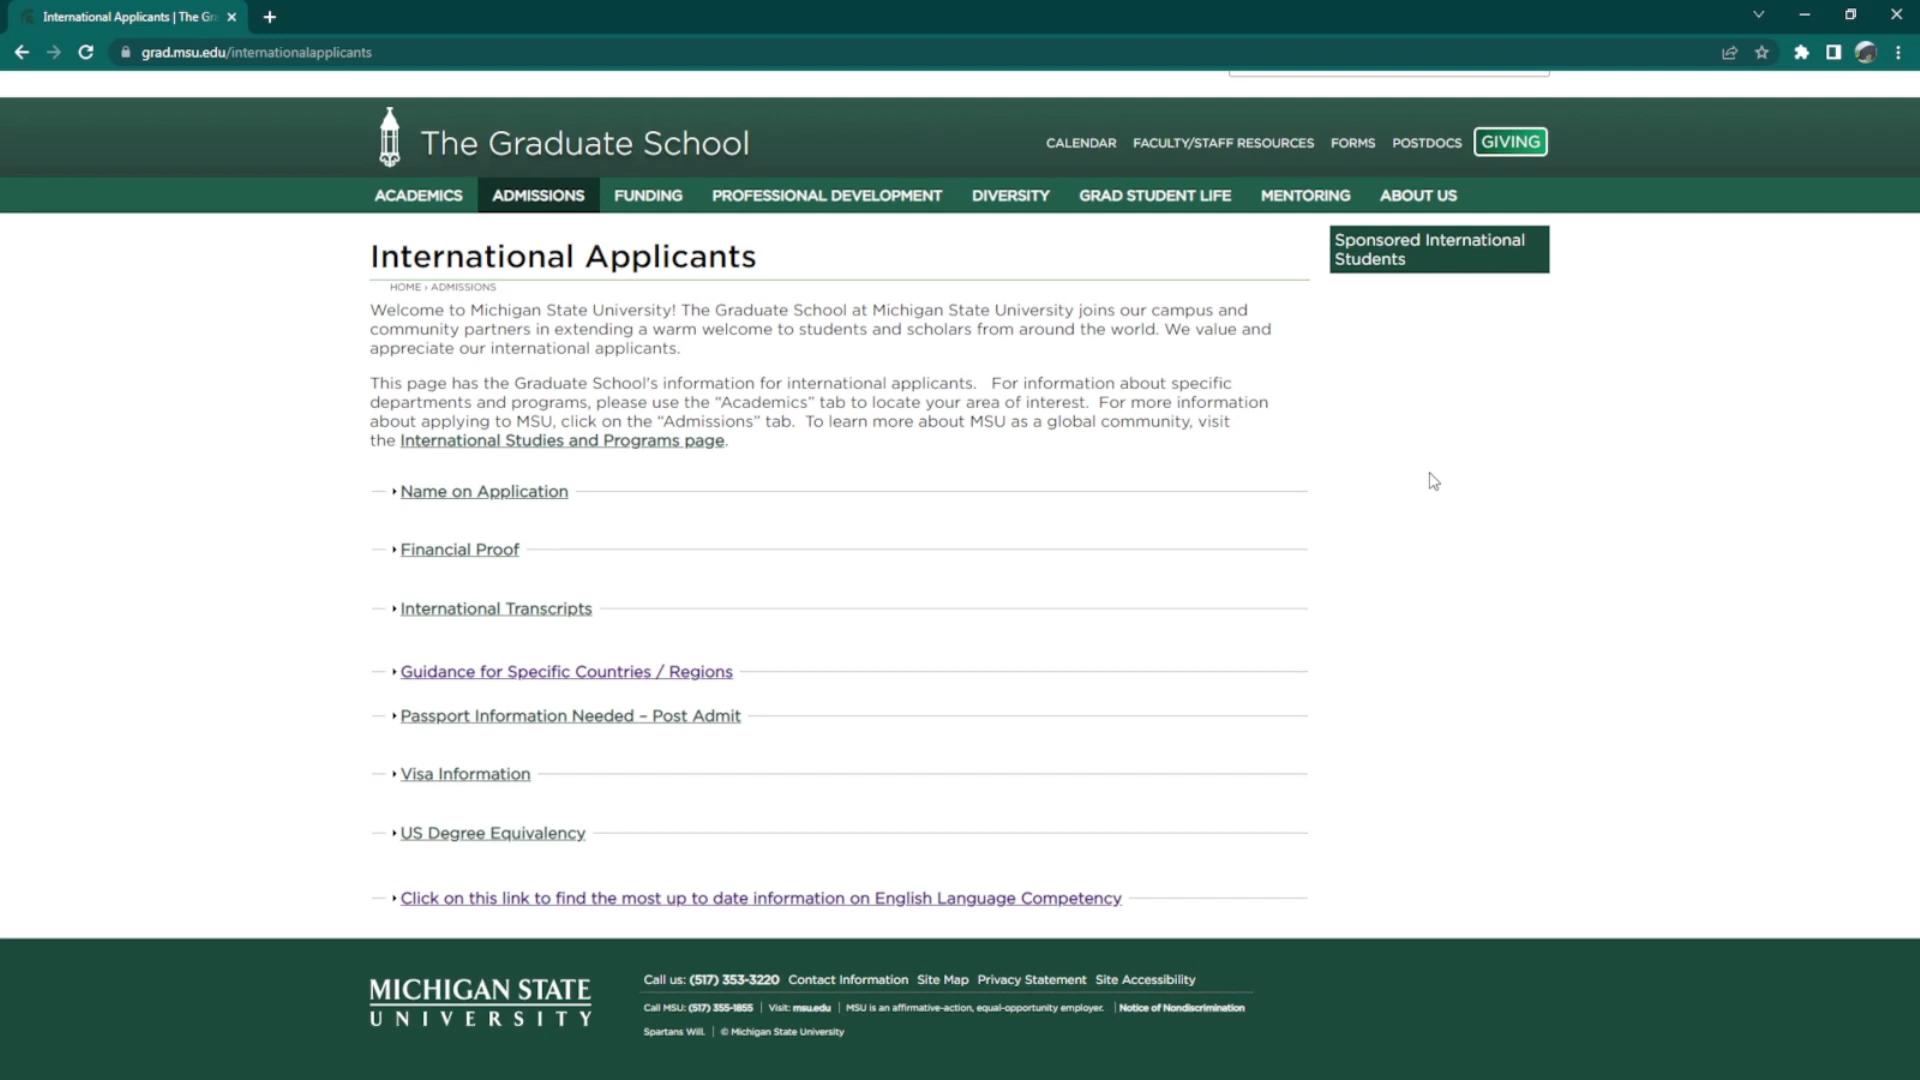 International Applicants | The Gr
grad.msu.edu/internationalapplicants
The Graduate School
CALENDAR FACULTY/STAFF RESOURCES FORMS POSTDOCS GIVING
ACADEMICS ADMISSIONS FUNDING PROFESSIONAL DEVELOPMENT DIVERSITY GRAD STUDENT LIFE MENTORING ABOUT US
International Applicants
Sponsored International
Students
HOME › ADMISSIONS
Welcome to Michigan State University! The Graduate School at Michigan State University joins our campus and
community partners in extending a warm welcome to students and scholars from around the world. We value and
appreciate our international applicants.
This page has the Graduate School's information for international applicants. For information about specific
departments and programs, please use the “Academics” tab to locate your area of interest. For more information
about applying to MSU, click on the “Admissions” tab. To learn more about MSU as a global community, visit
the International Studies and Programs page.
Name on Application
Financial Proof
International Transcripts
Guidance for Specific Countries / Regions
Passport Information Needed – Post Admit
Visa Information
US Degree Equivalency
Click on this link to find the most up to date information on English Language Competency
MICHIGAN STATE
UNIVERSITY
Call us: (517) 353-3220 Contact Information Site Map Privacy Statement Site Accessibility
Call MSU: (517) 355-1855 | Visit: msu.edu | MSU is an affirmative-action, equal-opportunity employer. | Notice of Nondiscrimination
Spartans Will. | © Michigan State University